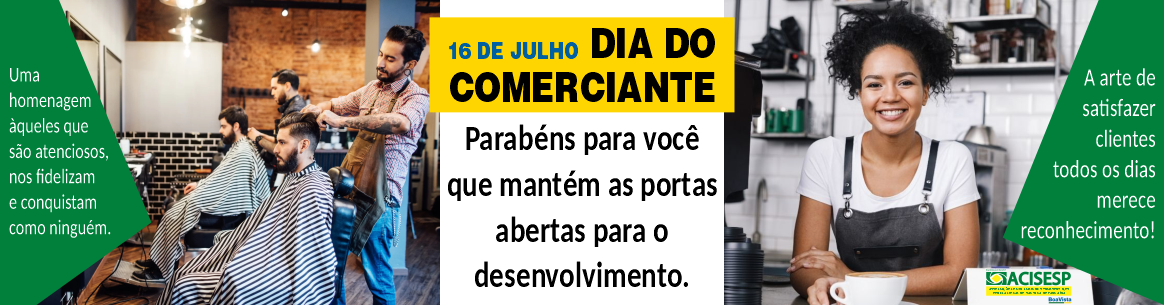 Uma
homenagem
àqueles que
são atenciosos,
nos fidelizam
e conquistam
como ninguém.
16 DE JULHO DIA DO
COMERCIANTE
Parabéns para você
que mantém as portas
abertas para o
desenvolvimento.
A arte de
satisfazer
clientes
todos os dias
merece
reconhecimento!
ACISESP
BoaVista